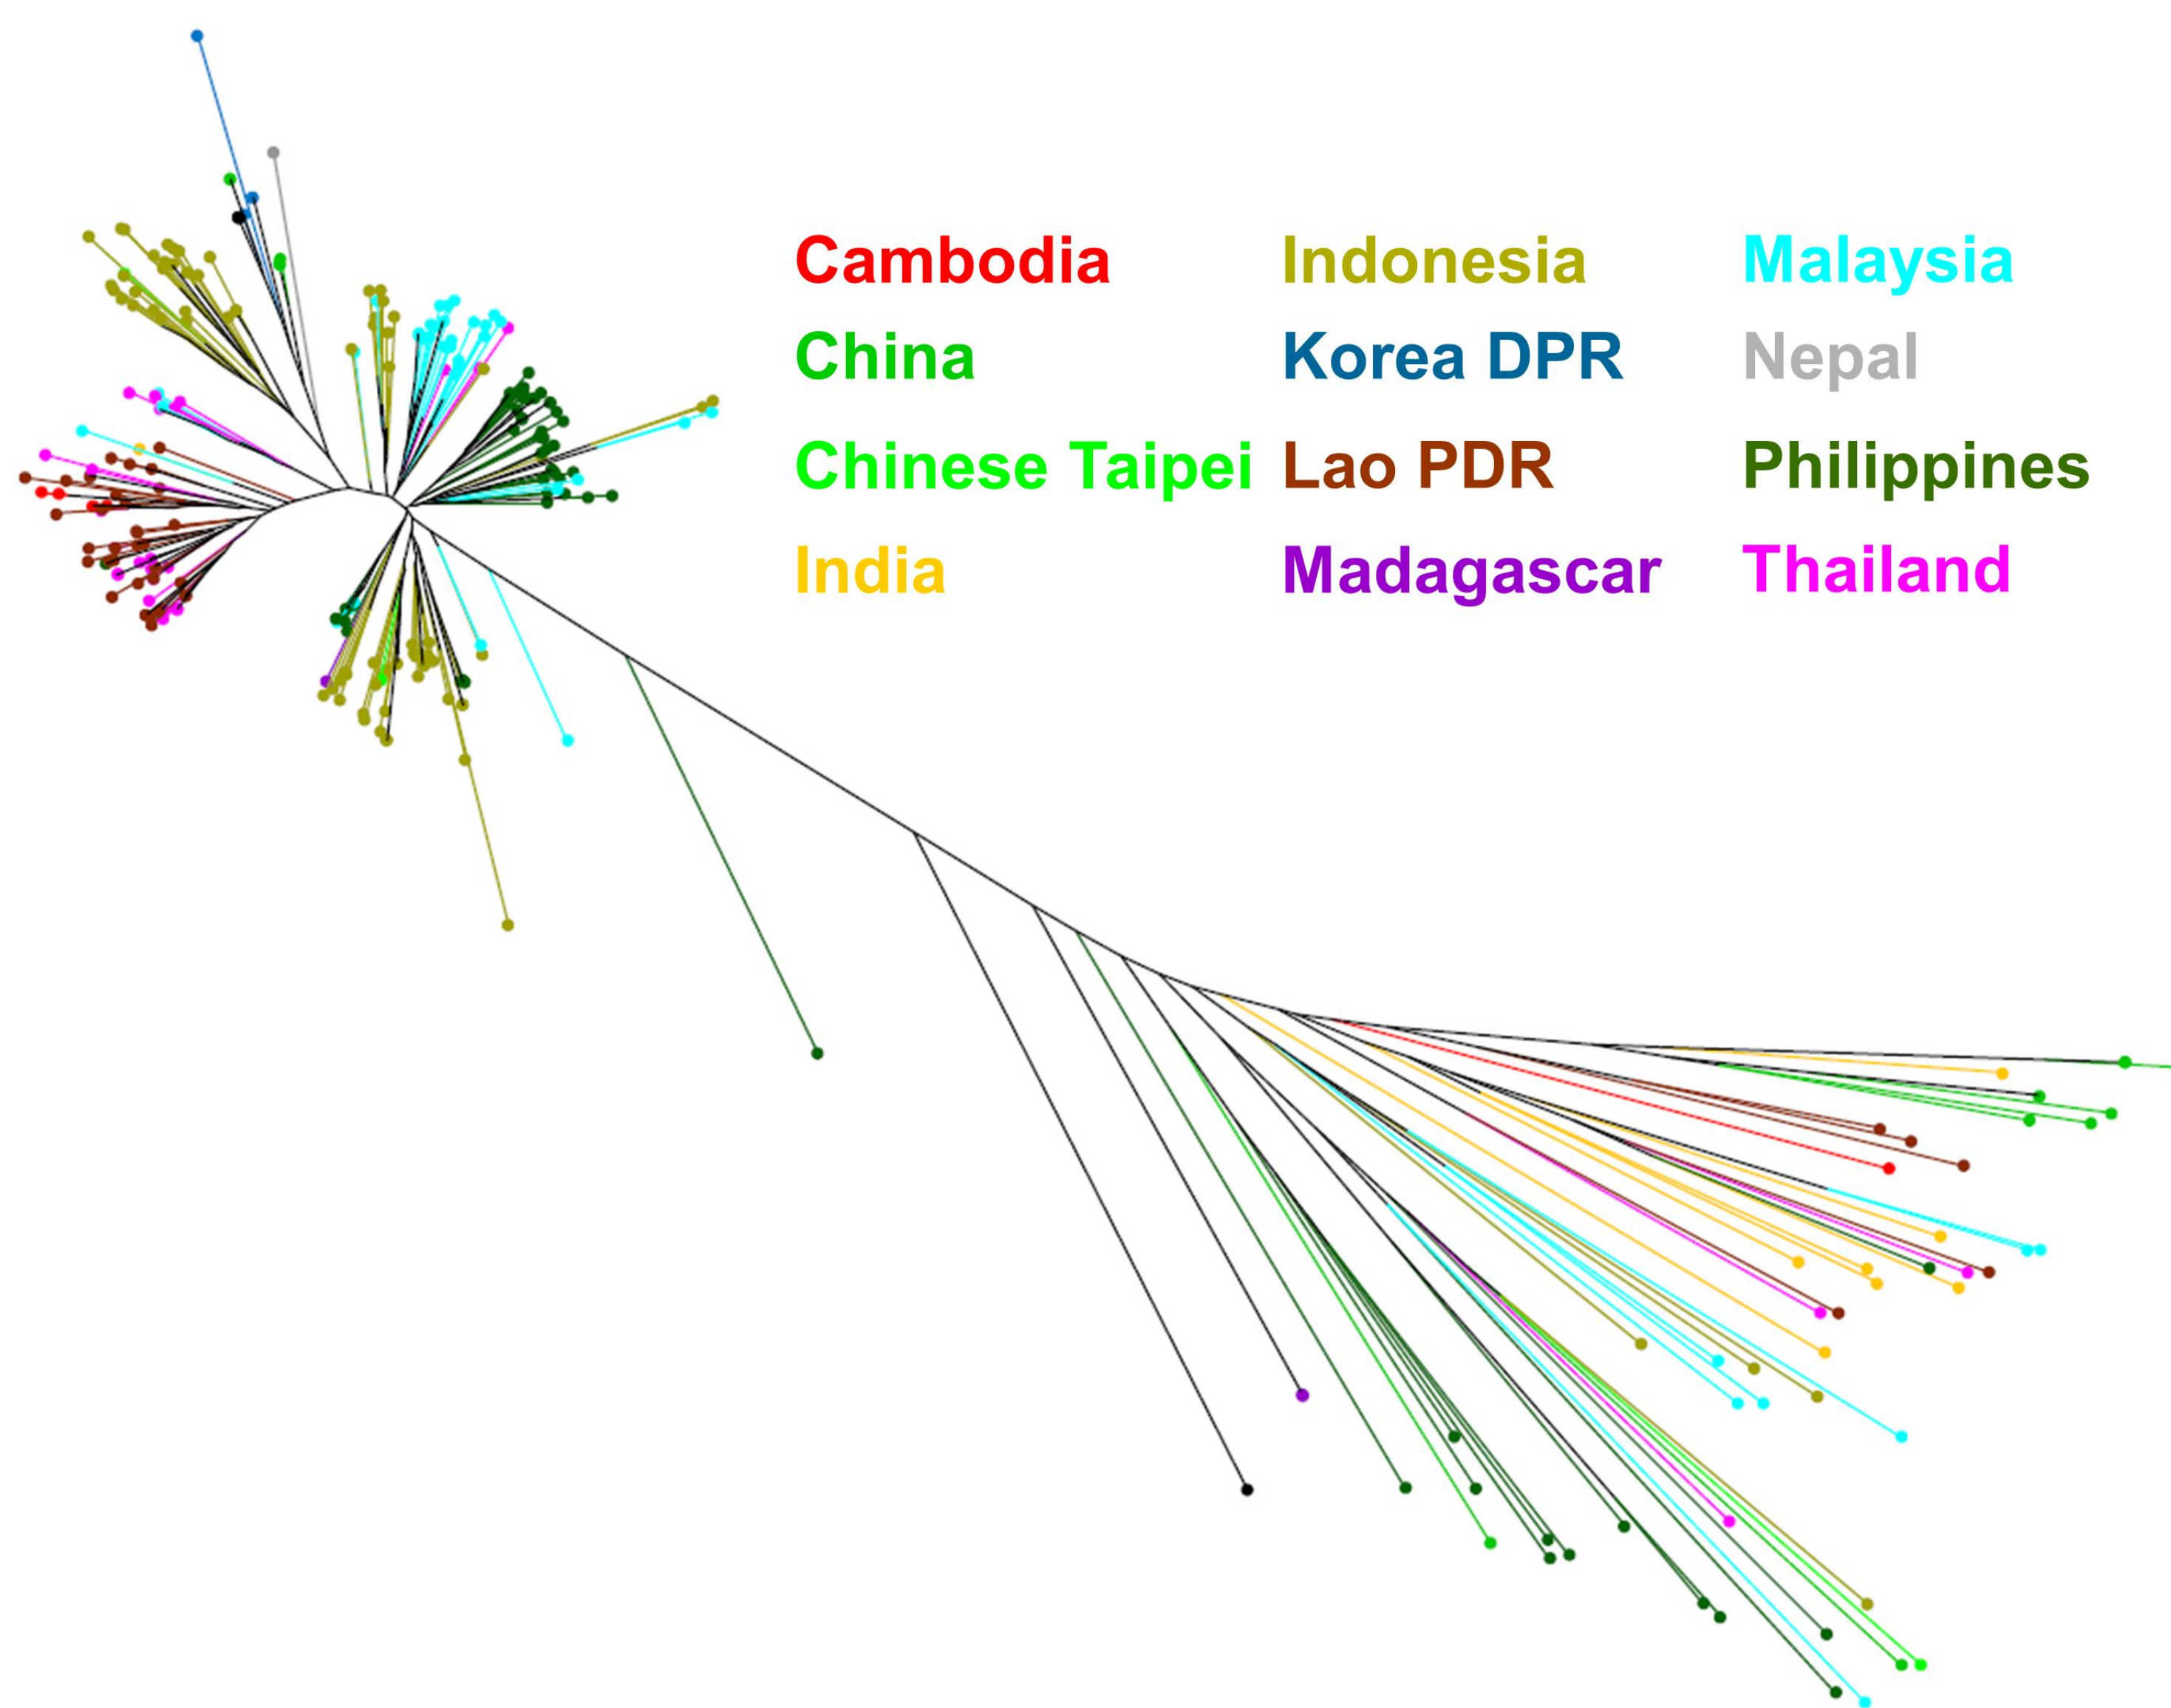 Cambodia Indonesia Malaysia
China Korea DPR Nepal
Chinese Taipei Lao PDR Philippines
India Madagascar Thailand